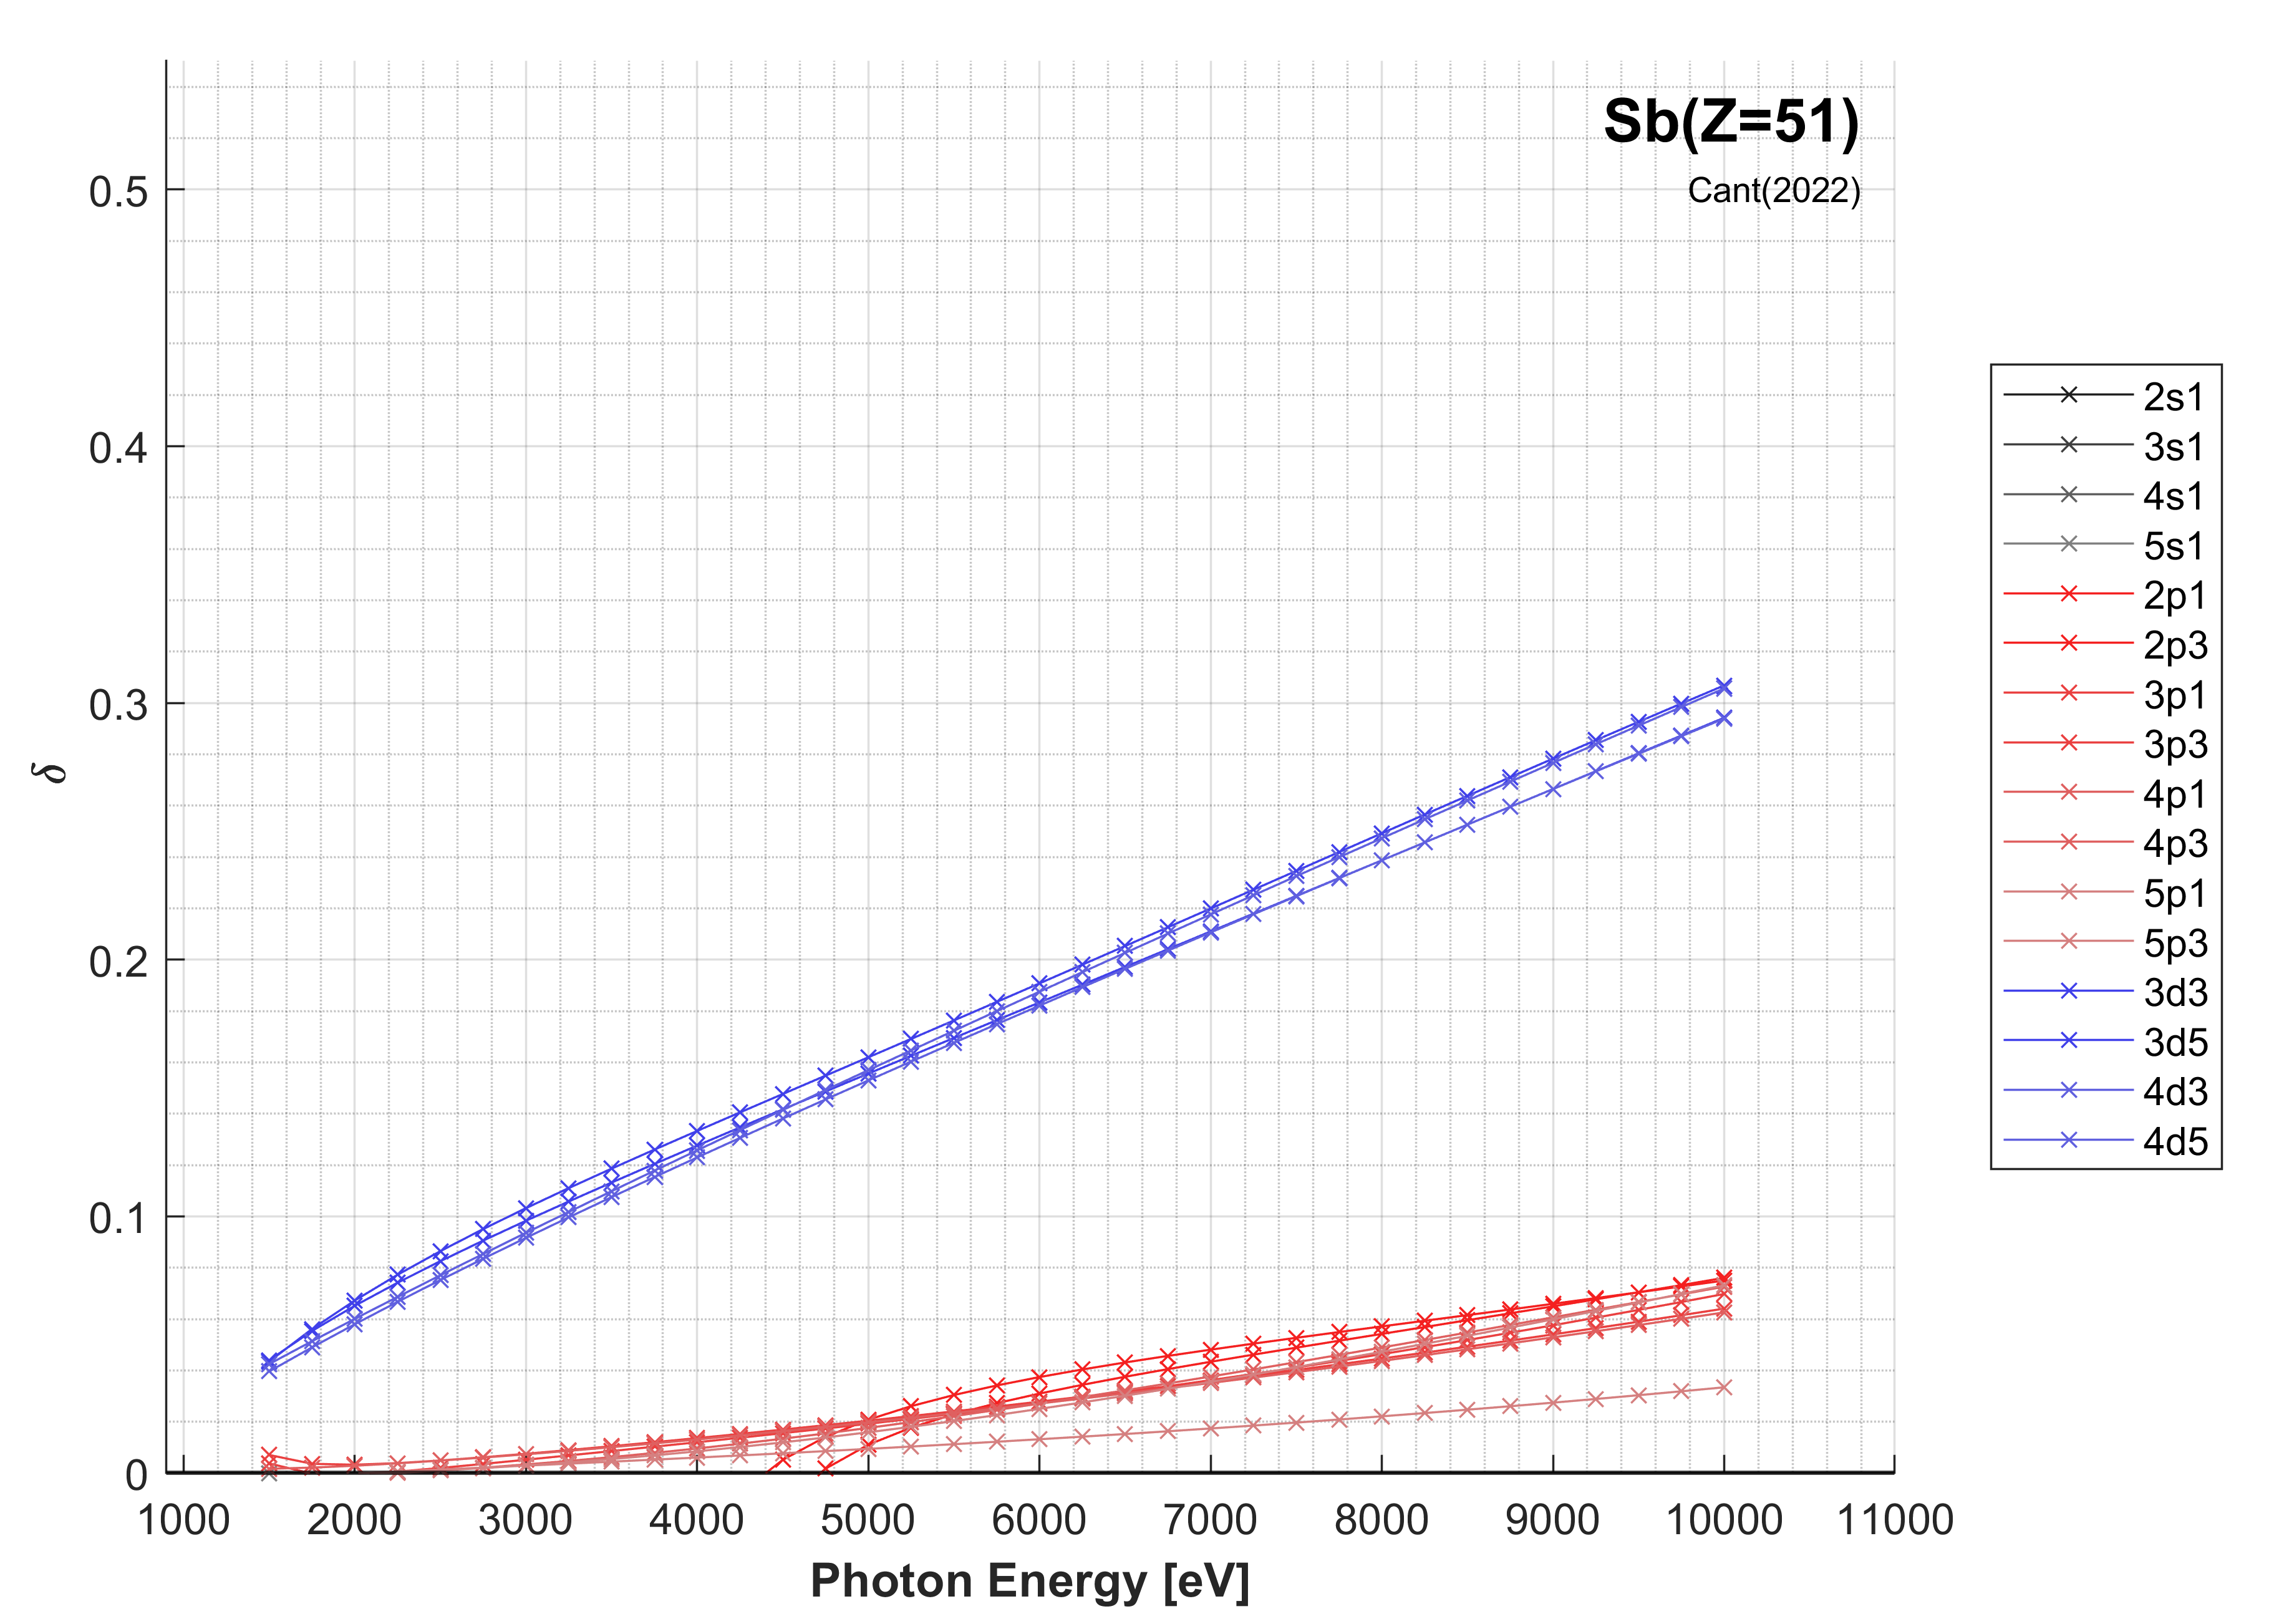 Sb(Z=51)
Cant(2022)
0.5
0.4
0.3
0.2
0.1
0
δ
1000 2000 3000 4000 5000 6000 7000 8000 9000 10000 11000
Photon Energy [eV]
2s1
3s1
4s1
5s1
2p1
2p3
3p1
3p3
4p1
4p3
5p1
5p3
3d3
3d5
4d3
4d5